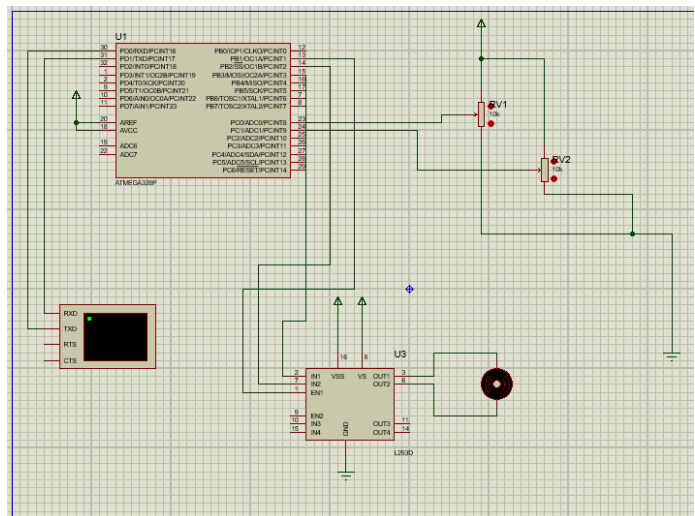 U1
30 PD0/RXD/PCINT16 PB0/ICP1/CLKO/PCINT0 12
31 PD1/TXD/PCINT17 PB1/OC1A/PCINT1 13
32 PD2/INT0/PCINT18 PB2/SS/OC1B/PCINT2 14
1 PD3/INT1/OC2B/PCINT19 PB3/MOSI/OC2A/PCINT3 15
2 PD4/T0/XCK/PCINT20 PB4/MISO/PCINT4 16
9 PD5/T1/OC0B/PCINT21 PB5/SCK/PCINT5 17
10 PD6/AIN0/OC0A/PCINT22 PB6/TOSC1/XTAL1/PCINT6 7
11 PD7/AIN1/PCINT23 PB7/TOSC2/XTAL2/PCINT7 8
20 AREF PC0/ADC0/PCINT8 23
18 AVCC PC1/ADC1/PCINT9 24
PC2/ADC2/PCINT10 25
19 ADC6 PC3/ADC3/PCINT11 26
22 ADC7 PC4/ADC4/SDA/PCINT12 27
PC5/ADC5/SCL/PCINT13 28
PC6/RESET/PCINT14 29
ATMEGA328P
RV1
10k
RV2
10k
RXD
TXD
RTS
CTS
U3
16 8
2 IN1 VSS VS OUT1 3
7 IN2 OUT2 6
1 EN1
9 EN2
10 IN3 OUT3 11
15 IN4 GND OUT4 14
L293D